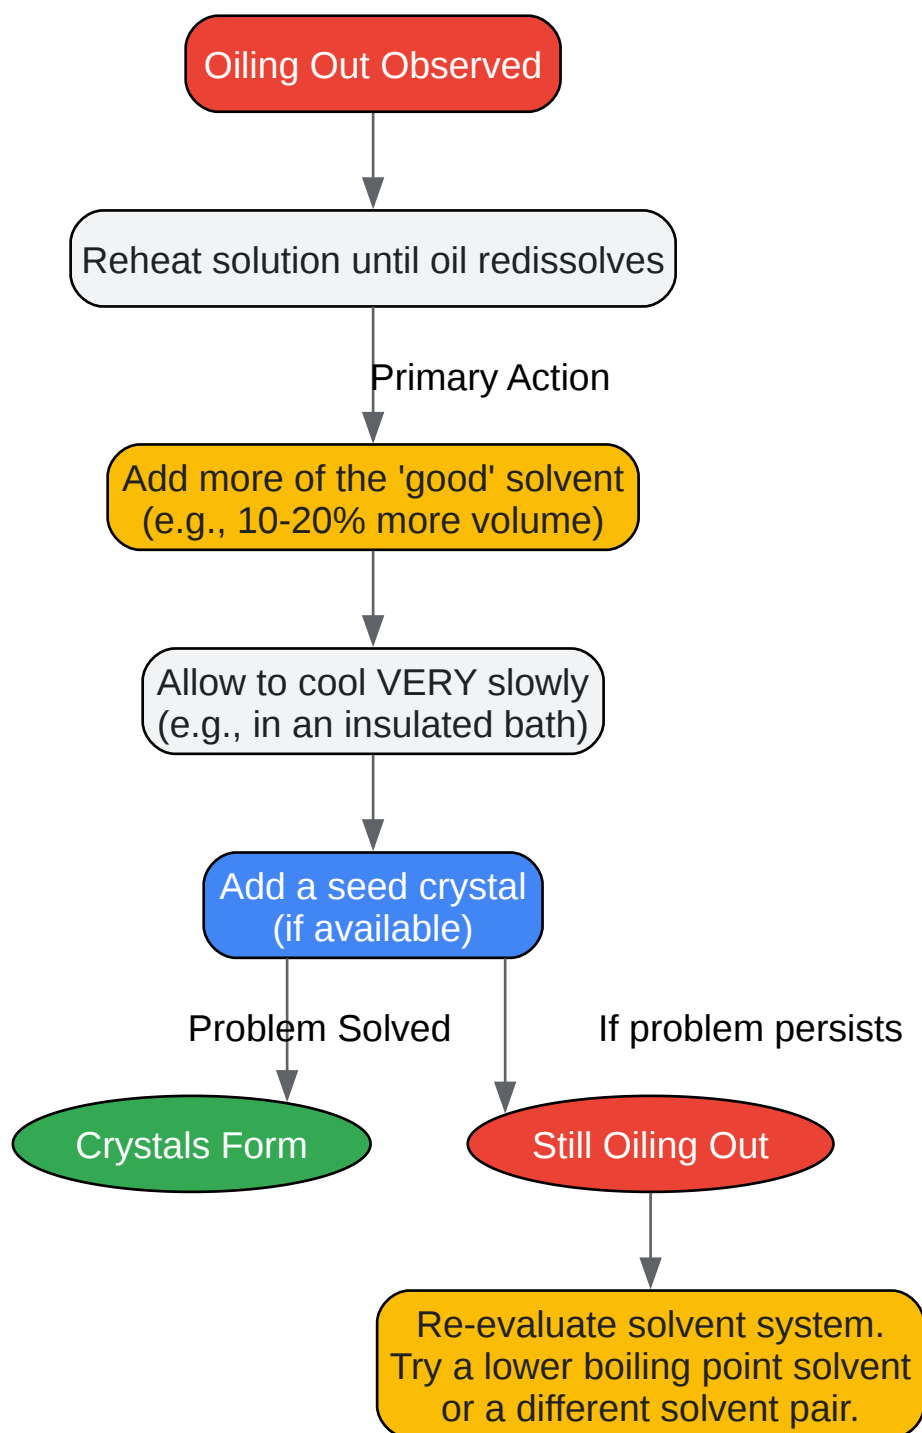 Oiling Out Observed
Reheat solution until oil redissolves
Primary Action
Add more of the 'good' solvent
(e.g., 10-20% more volume)
Allow to cool VERY slowly
(e.g., in an insulated bath)
Add a seed crystal
(if available)
Problem Solved
If problem persists
Crystals Form
Still Oiling Out
Re-evaluate solvent system.
Try a lower boiling point solvent
or a different solvent pair.